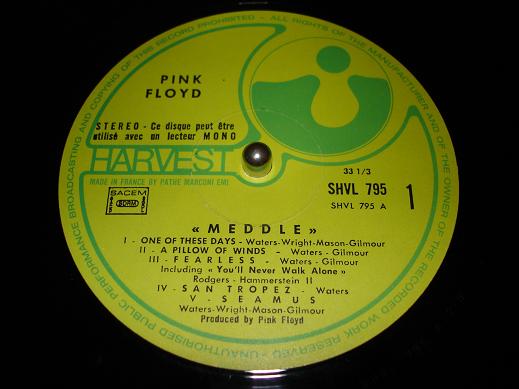 ALL RIGHTS OF THE MANUFACTURER AND OF THE OWNER OF THE RECORDED WORK RESERVED - UNAUTHORISED PUBLIC PERFORMANCE BROADCASTING AND COPYING OF THIS RECORD PROHIBITED -
PINK
FLOYD
STEREO - Ce disque peut être
utilisé avec un lecteur MONO
HARVEST
MADE IN FRANCE BY PATHE MARCONI EMI
SACEM
33 1/3
SHVL 795
SHVL 795 A
1
« MEDDLE »
I - ONE OF THESE DAYS - Waters-Wright-Mason-Gilmour
II - A PILLOW OF WINDS - Waters - Gilmour
III - FEARLESS - Waters - Gilmour
Including « You'll Never Walk Alone »
Rodgers - Hammerstein II
IV - SAN TROPEZ - Waters
V - SEAMUS
Waters-Wright-Mason-Gilmour
Produced by Pink Floyd